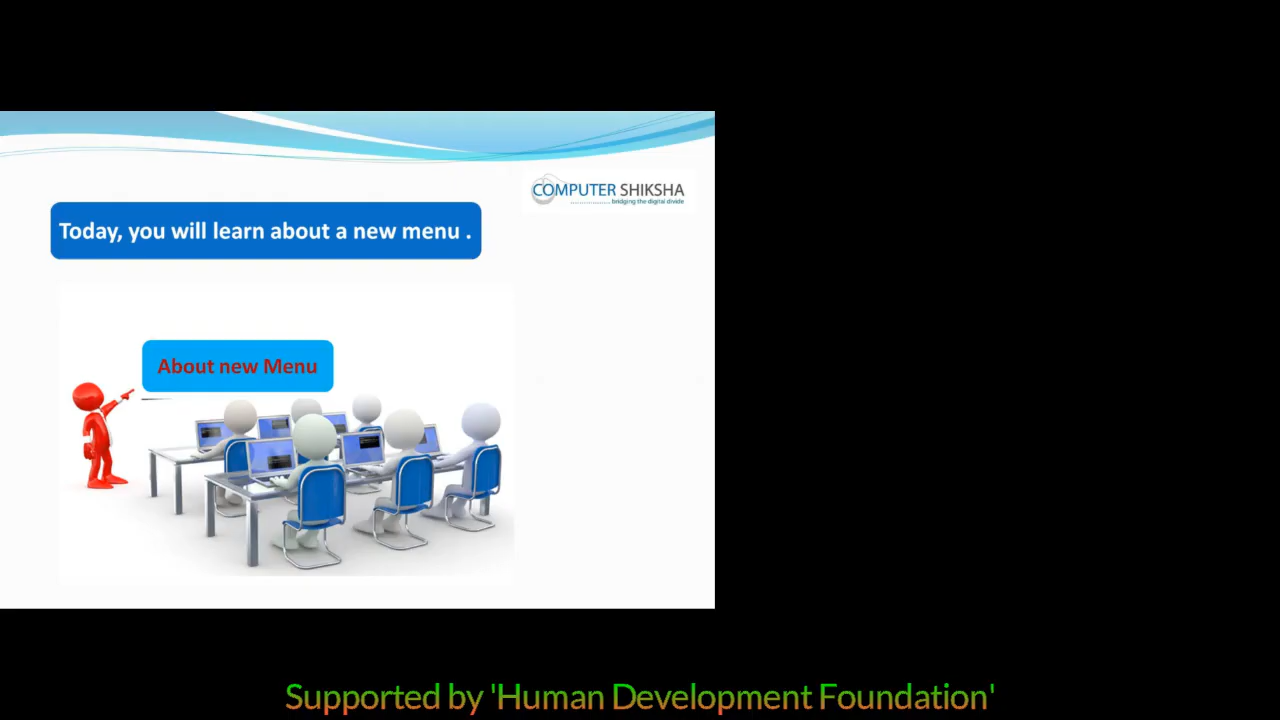 COMPUTER SHIKSHA
.................... bridging the digital divide
Today, you will learn about a new menu .
About new Menu
Supported by 'Human Development Foundation'